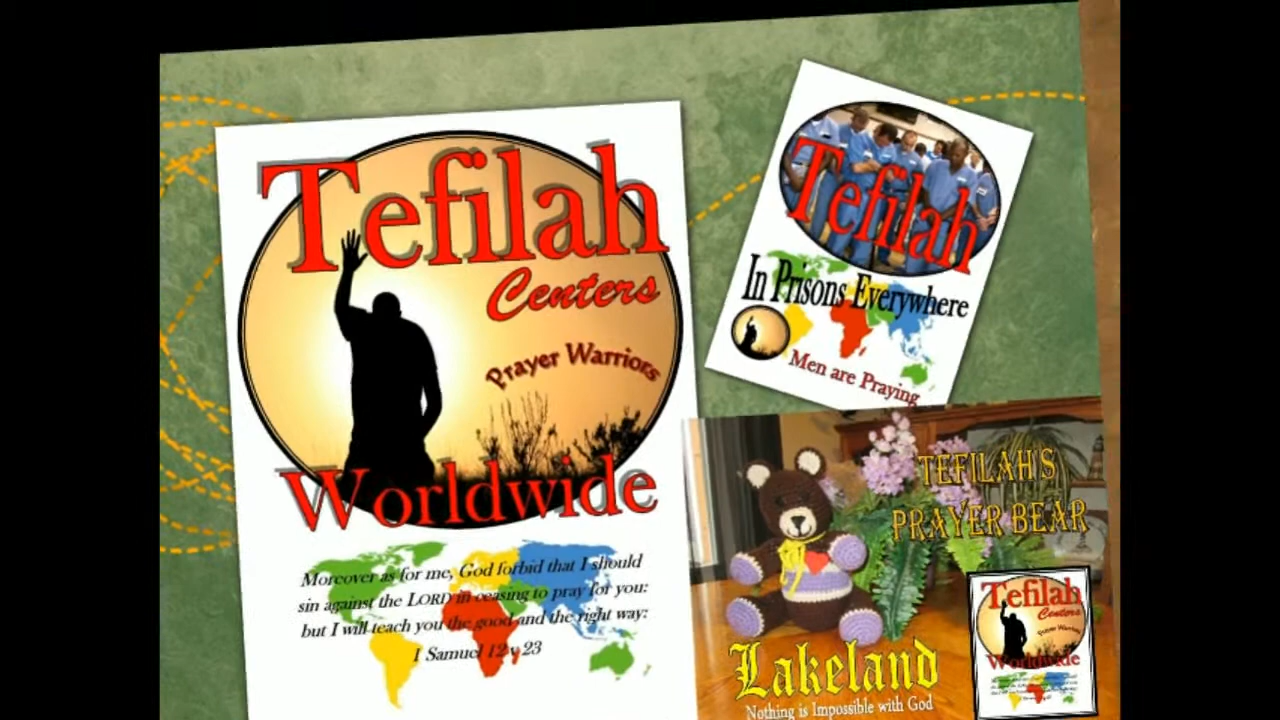 Tefilah
Centers
Prayer Warriors
Worldwide
Moreover as for me, God forbid that I should
sin against the LORD in ceasing to pray for you:
but I will teach you the good and the right way:
I Samuel 12 v 23
Tefilah
In Prisons Everywhere
Men are Praying
TEFILAH'S
PRAYER BEAR
Lakeland
Nothing is Impossible with God
Tefilah
Centers
Prayer Warriors
Worldwide